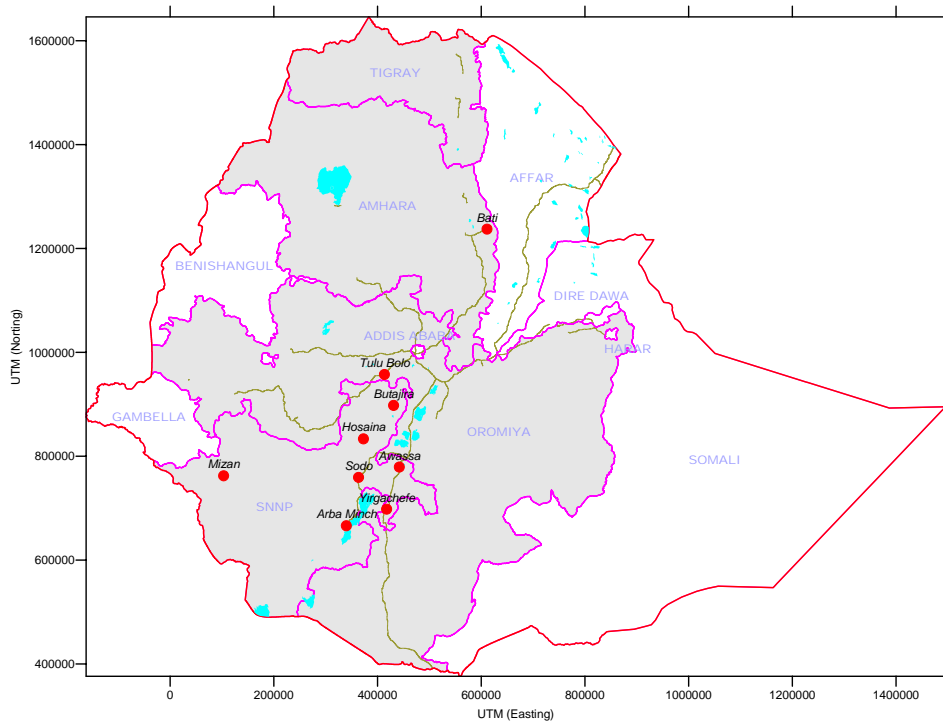 1600000
1400000
1200000
1000000
800000
600000
400000
UTM (Nonting)
TIGRAY
AFFAR
AMHARA
Bati
BENISHANGUL
DIRE DAWA
ADDIS ABABA
HARAR
Tulu Bolo
Butajira
GAMBELLA
Hosaina
OROMIYA
Awassa
SOMALI
Mizan
Sodo
Yirgachefe
SNNP
Arba Minch
0
200000
400000
600000
800000
1000000
1200000
1400000
UTM (Easting)